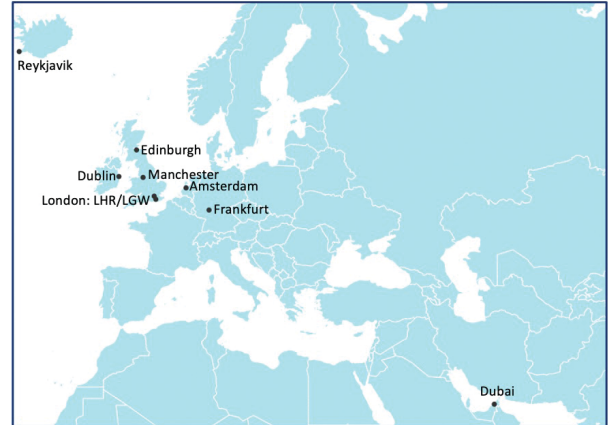 Reykjavik
Edinburgh
Dublin
Manchester
Amsterdam
London: LHR/LGW
Frankfurt
Dubai